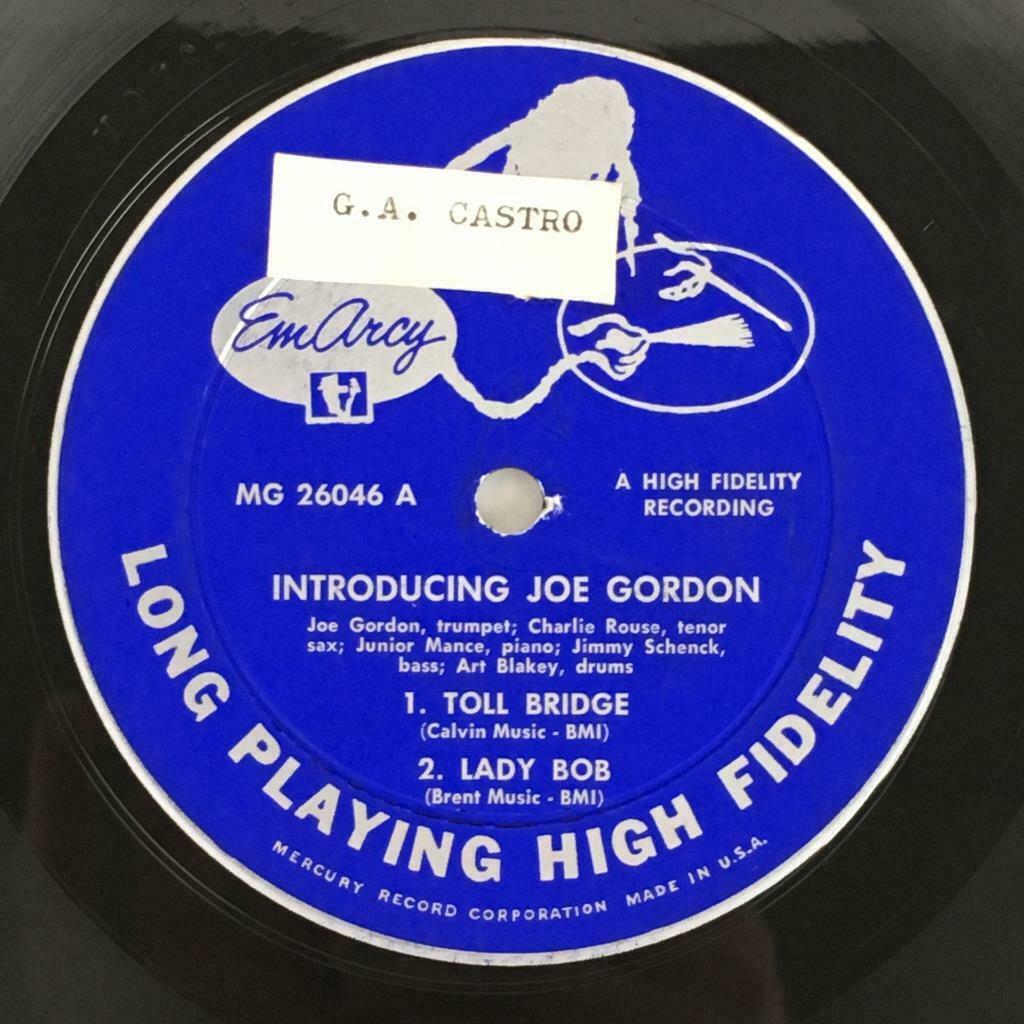 G.A. CASTRO
EmArcy
MG 26046 A
A HIGH FIDELITY
RECORDING
INTRODUCING JOE GORDON
Joe Gordon, trumpet; Charlie Rouse, tenor
sax; Junior Mance, piano; Jimmy Schenck,
bass; Art Blakey, drums
1. TOLL BRIDGE
(Calvin Music - BMI)
2. LADY BOB
(Brent Music - BMI)
LONG PLAYING HIGH FIDELITY
MERCURY RECORD CORPORATION MADE IN U.S.A.